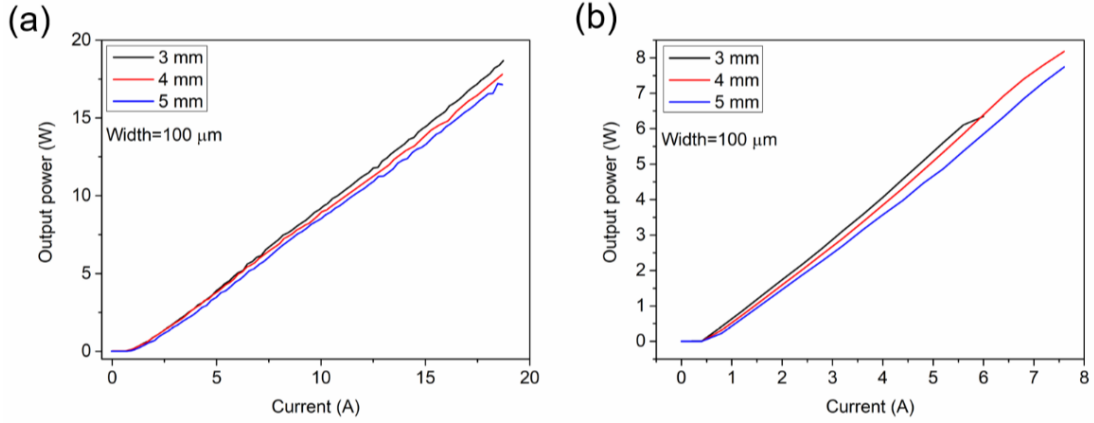 (a)
20
15
10
5
0
Output power (W)
3 mm
4 mm
5 mm
Width=100 μm
0 5 10 15 20
Current (A)
(b)
8
7
6
5
4
3
2
1
0
Output power (W)
3 mm
4 mm
5 mm
Width=100 μm
0 1 2 3 4 5 6 7 8
Current (A)